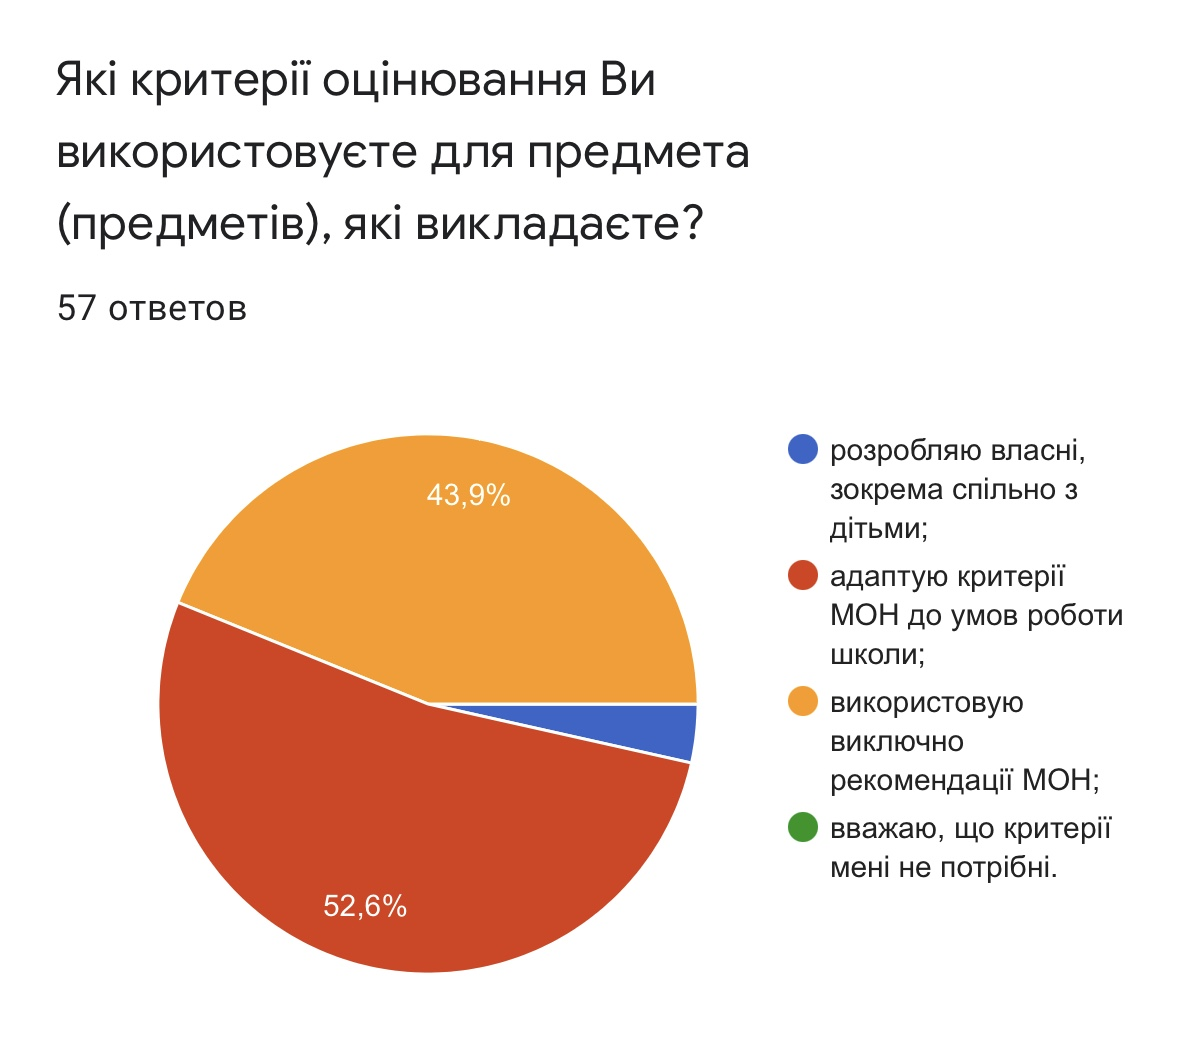 Які критерії оцінювання Ви
використовуєте для предмета
(предметів), які викладаєте?
57 ответов
43,9%
52,6%
розробляю власні,
зокрема спільно з
дітьми;
адаптую критерії
МОН до умов роботи
школи;
використовую
виключно
рекомендації МОН;
вважаю, що критерії
мені не потрібні.